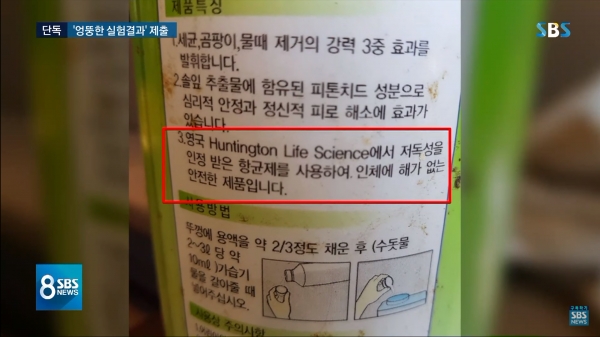 단독 '엉뚱한 실험결과' 제출
SBS
제품특징
1.세균,곰팡이,물때 제거의 강력 3중 효과를
발휘합니다.
2.솔잎 추출물에 함유된 피톤치드 성분으로
심리적 안정과 정신적 피로 해소에 효과가
있습니다.
3.영국 Huntington Life Science에서 저독성을
인정 받은 항균제를 사용하여, 인체에 해가 없는
안전한 제품입니다.
사용방법
뚜껑에 용액을 약 2/3정도 채운 후 (수돗물
2~3ℓ 당 약
10㎖)가습기
물을 갈아줄 때
넣어주십시오.
사용상 주의사항
8 SBS
NEWS
SBS
NEWS